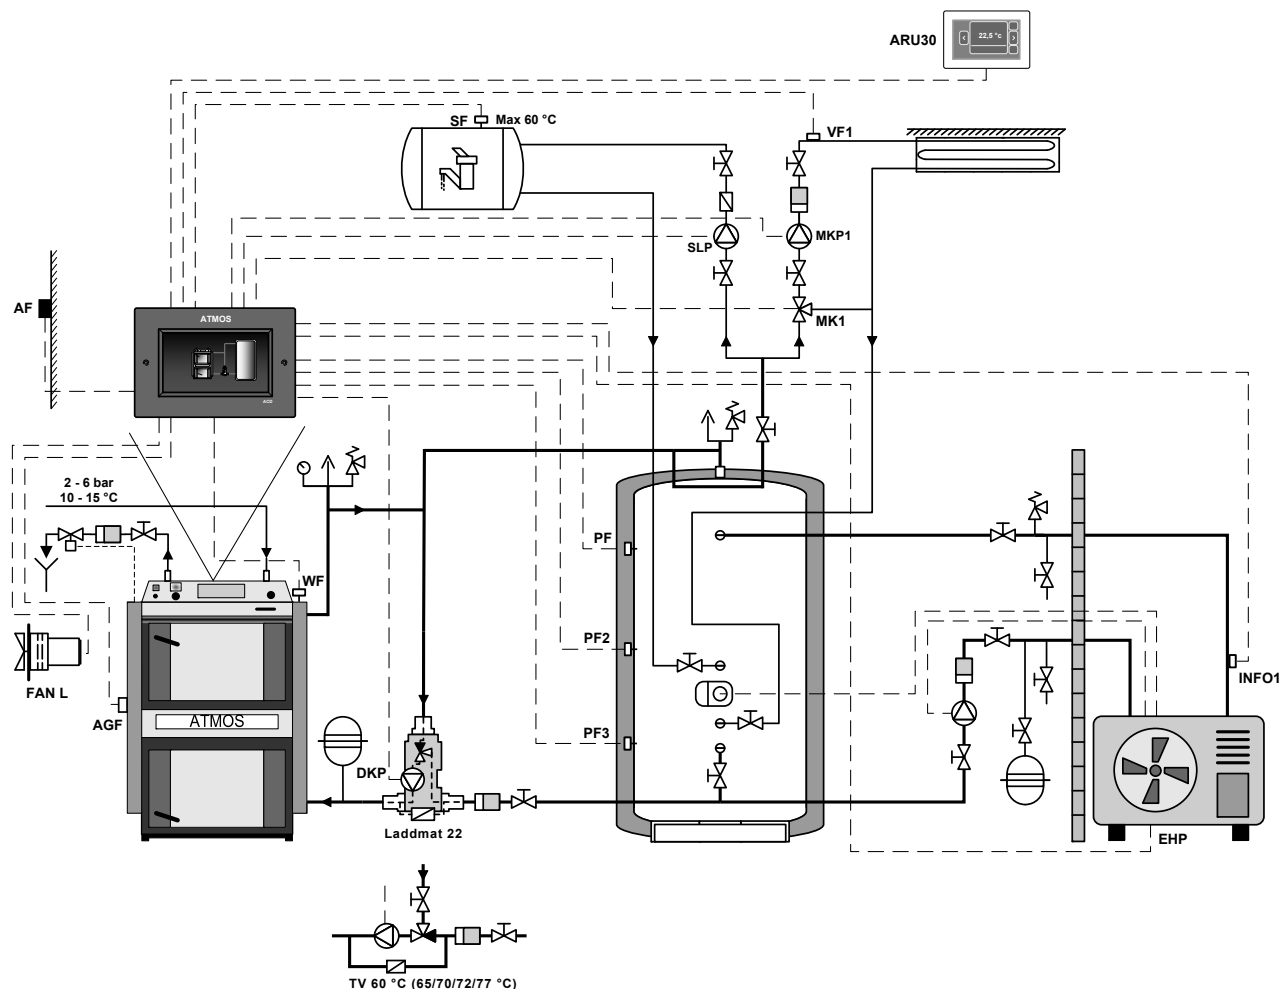 ARU30
22,5 °c
SF
Max 60 °C
VF1
SLP
MKP1
AF
ATMOS
MK1
ACD
2 - 6 bar
10 - 15 °C
PF
WF
PF2
FAN L
INFO1
AGF
ATMOS
PF3
DKP
Laddmat 22
EHP
TV 60 °C (65/70/72/77 °C)